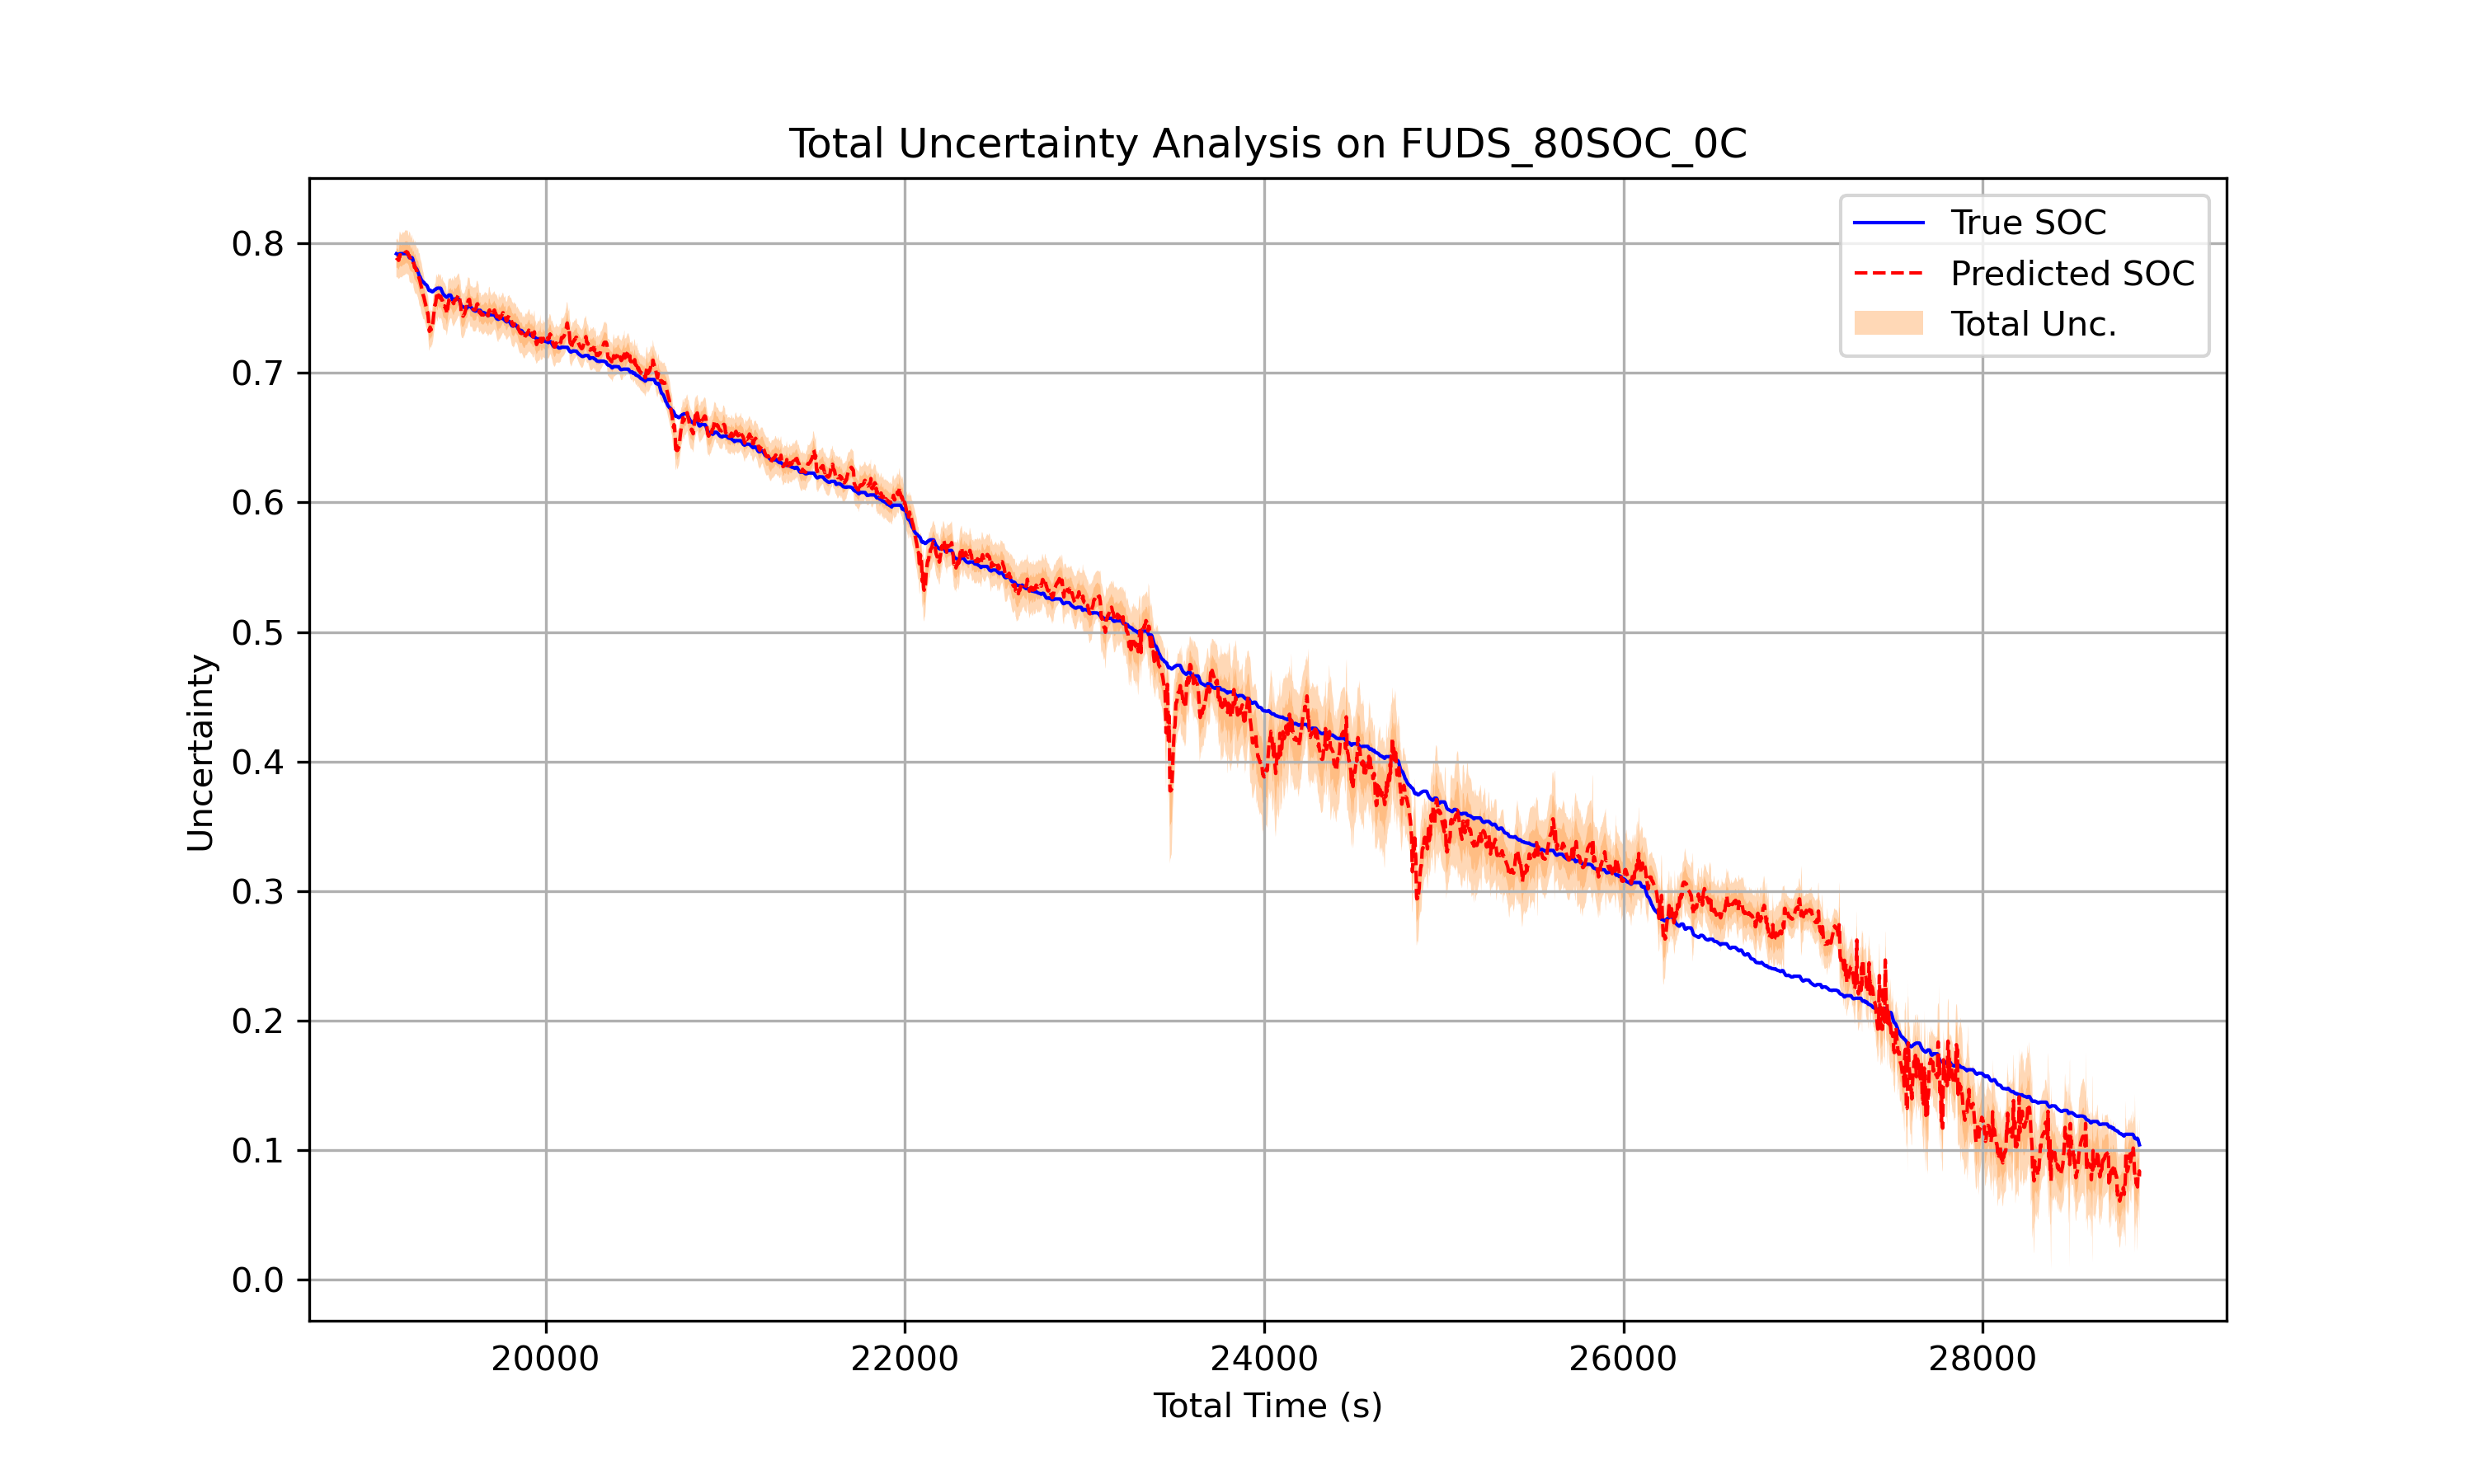 Total Uncertainty Analysis on FUDS_80SOC_0C
True SOC
Predicted SOC
Total Unc.
0.8
0.7
0.6
0.5
0.4
0.3
0.2
0.1
0.0
Uncertainty
20000 22000 24000 26000 28000
Total Time (s)